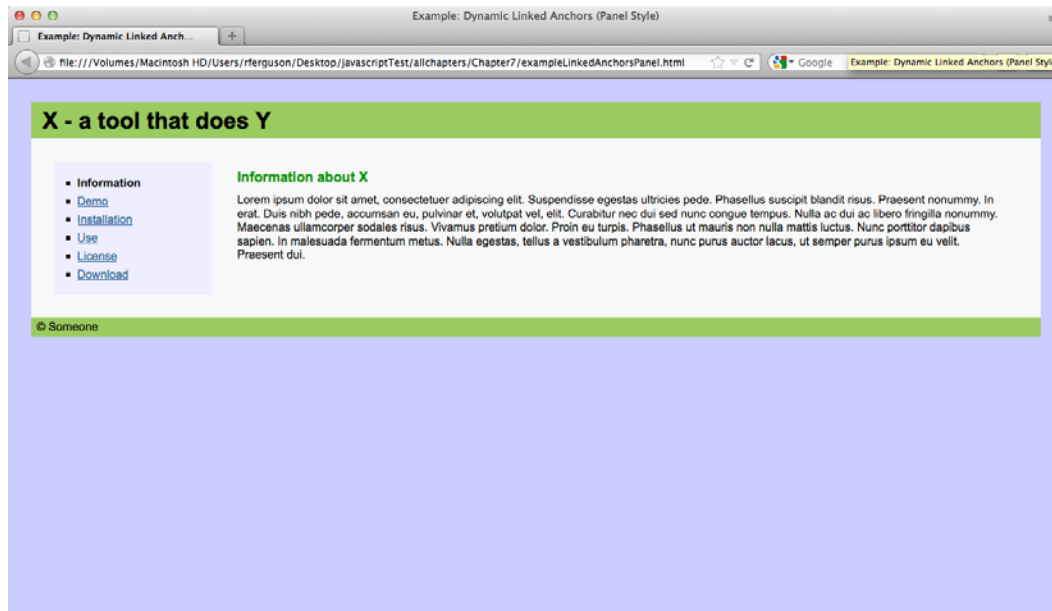 Example: Dynamic Linked Anchors (Panel Style)
Example: Dynamic Linked Anch...
file:///Volumes/Macintosh HD/Users/rferguson/Desktop/javascriptTest/allchapters/Chapter7/exampleLinkedAnchorsPanel.html
Google
Example: Dynamic Linked Anchors (Panel Styl
X - a tool that does Y
Information
Demo
Installation
Use
License
Download
Information about X
Lorem ipsum dolor sit amet, consectetuer adipiscing elit. Suspendisse egestas ultricies pede. Phasellus suscipit blandit risus. Praesent nonummy. In
erat. Duis nibh pede, accumsan eu, pulvinar et, volutpat vel, elit. Curabitur nec dui sed nunc congue tempus. Nulla ac dui ac libero fringilla nonummy.
Maecenas ullamcorper sodales risus. Vivamus pretium dolor. Proin eu turpis. Phasellus ut mauris non nulla mattis luctus. Nunc porttitor dapibus
sapien. In malesuada fermentum metus. Nulla egestas, tellus a vestibulum pharetra, nunc purus auctor lacus, ut semper purus ipsum eu velit.
Praesent dui.
© Someone